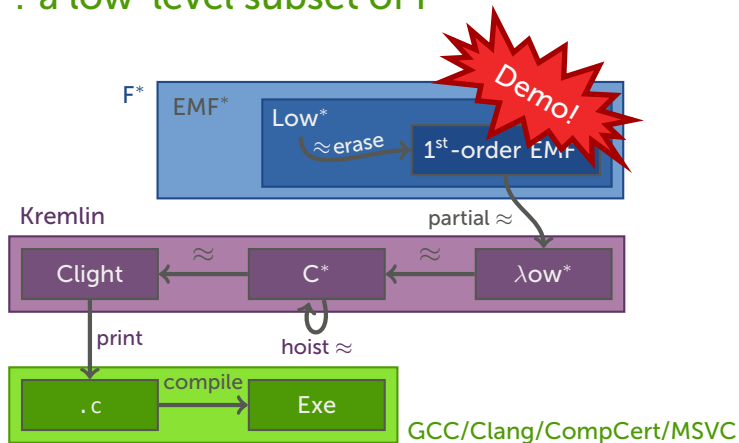 : a low-level subset of F*
Demo!
F*
EMF*
Low*
≈erase
1st-order EMF
partial ≈
Kremlin
Clight
≈
C*
≈
λow*
print
hoist ≈
.c
compile
Exe
GCC/Clang/CompCert/MSVC